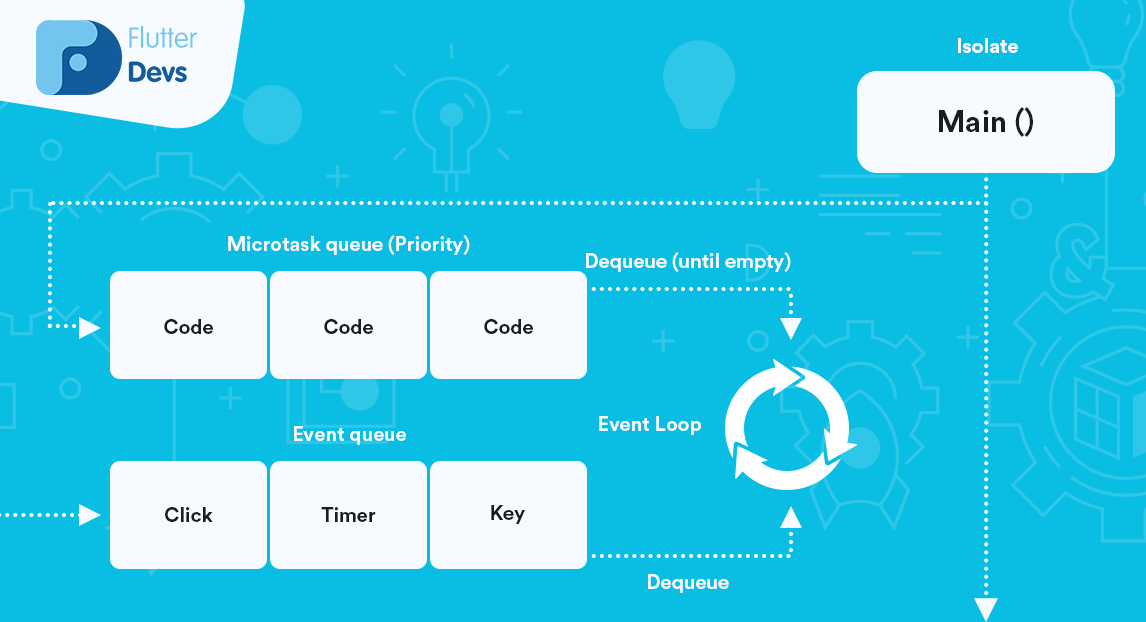 Flutter
Devs
Isolate
Main ()
Microtask queue (Priority)
Dequeue (until empty)
Code
Code
Code
Event Loop
Event queue
Click
Timer
Key
Dequeue